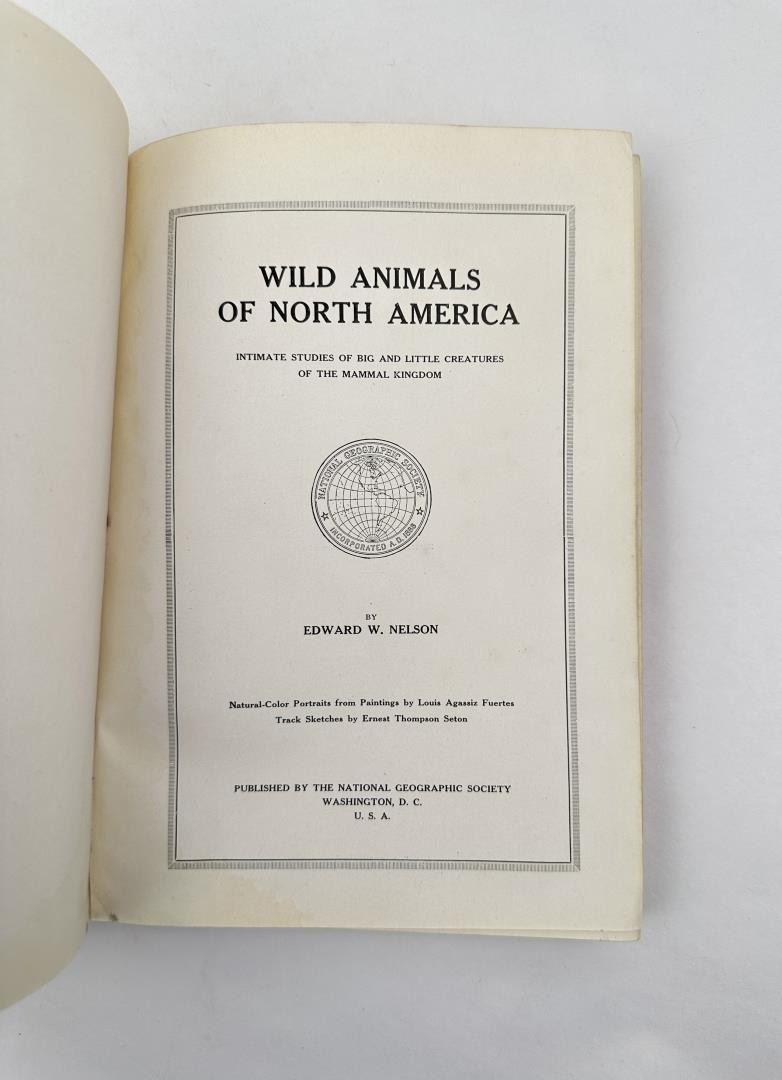 WILD ANIMALS
OF NORTH AMERICA
INTIMATE STUDIES OF BIG AND LITTLE CREATURES
OF THE MAMMAL KINGDOM
NATIONAL GEOGRAPHIC SOCIETY
INCORPORATED A.D. 1888
BY
EDWARD W. NELSON
Natural-Color Portraits from Paintings by Louis Agassiz Fuertes
Track Sketches by Ernest Thompson Seton
PUBLISHED BY THE NATIONAL GEOGRAPHIC SOCIETY
WASHINGTON, D. C.
U. S. A.